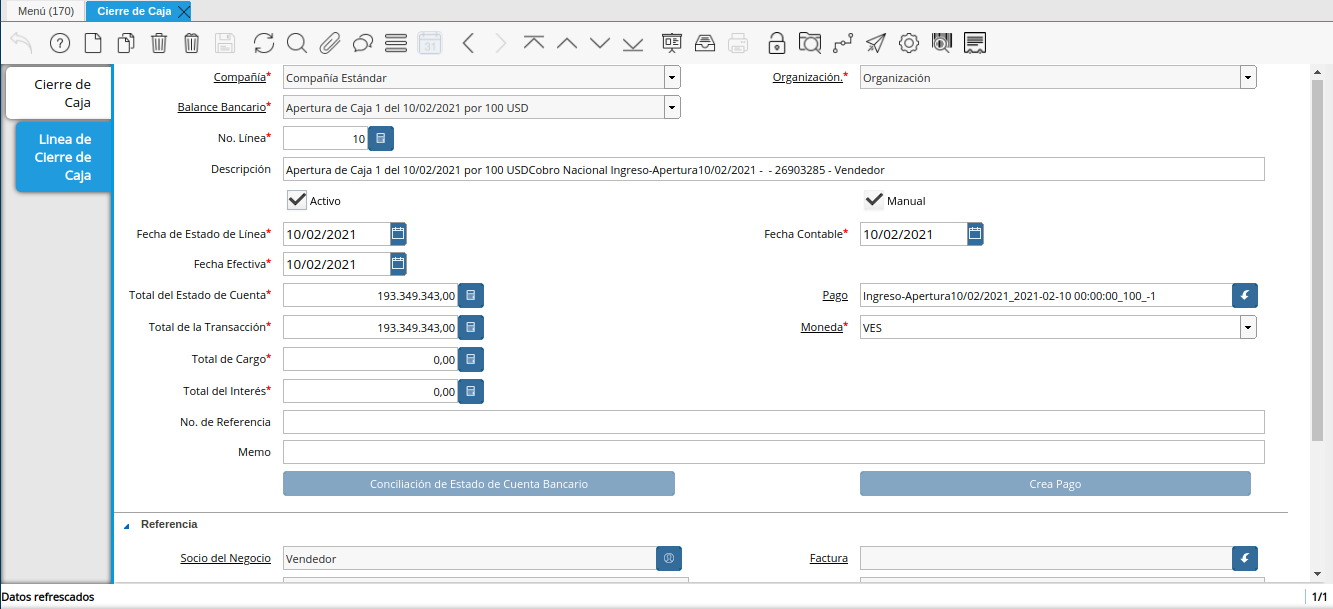 Menú (170)
Cierre de Caja
31
Cierre de
Caja
Linea de
Cierre de
Caja
Compañía* Compañía Estándar
Organización.* Organización
Balance Bancario* Apertura de Caja 1 del 10/02/2021 por 100 USD
No. Línea* 10
Descripción Apertura de Caja 1 del 10/02/2021 por 100 USDCobro Nacional Ingreso-Apertura10/02/2021 - - 26903285 - Vendedor
Activo
Manual
Fecha de Estado de Línea* 10/02/2021
Fecha Contable* 10/02/2021
Fecha Efectiva* 10/02/2021
Total del Estado de Cuenta* 193.349.343,00
Pago Ingreso-Apertura10/02/2021_2021-02-10 00:00:00_100_-1
Total de la Transacción* 193.349.343,00
Moneda* VES
Total de Cargo* 0,00
Total del Interés* 0,00
No. de Referencia
Memo
Conciliación de Estado de Cuenta Bancario
Crea Pago
Referencia
Socio del Negocio Vendedor
Factura
Datos refrescados
1/1